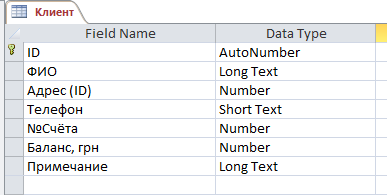 Клиент
Field Name Data Type
ID AutoNumber
ФИО Long Text
Адрес (ID) Number
Телефон Short Text
№Счёта Number
Баланс, грн Number
Примечание Long Text